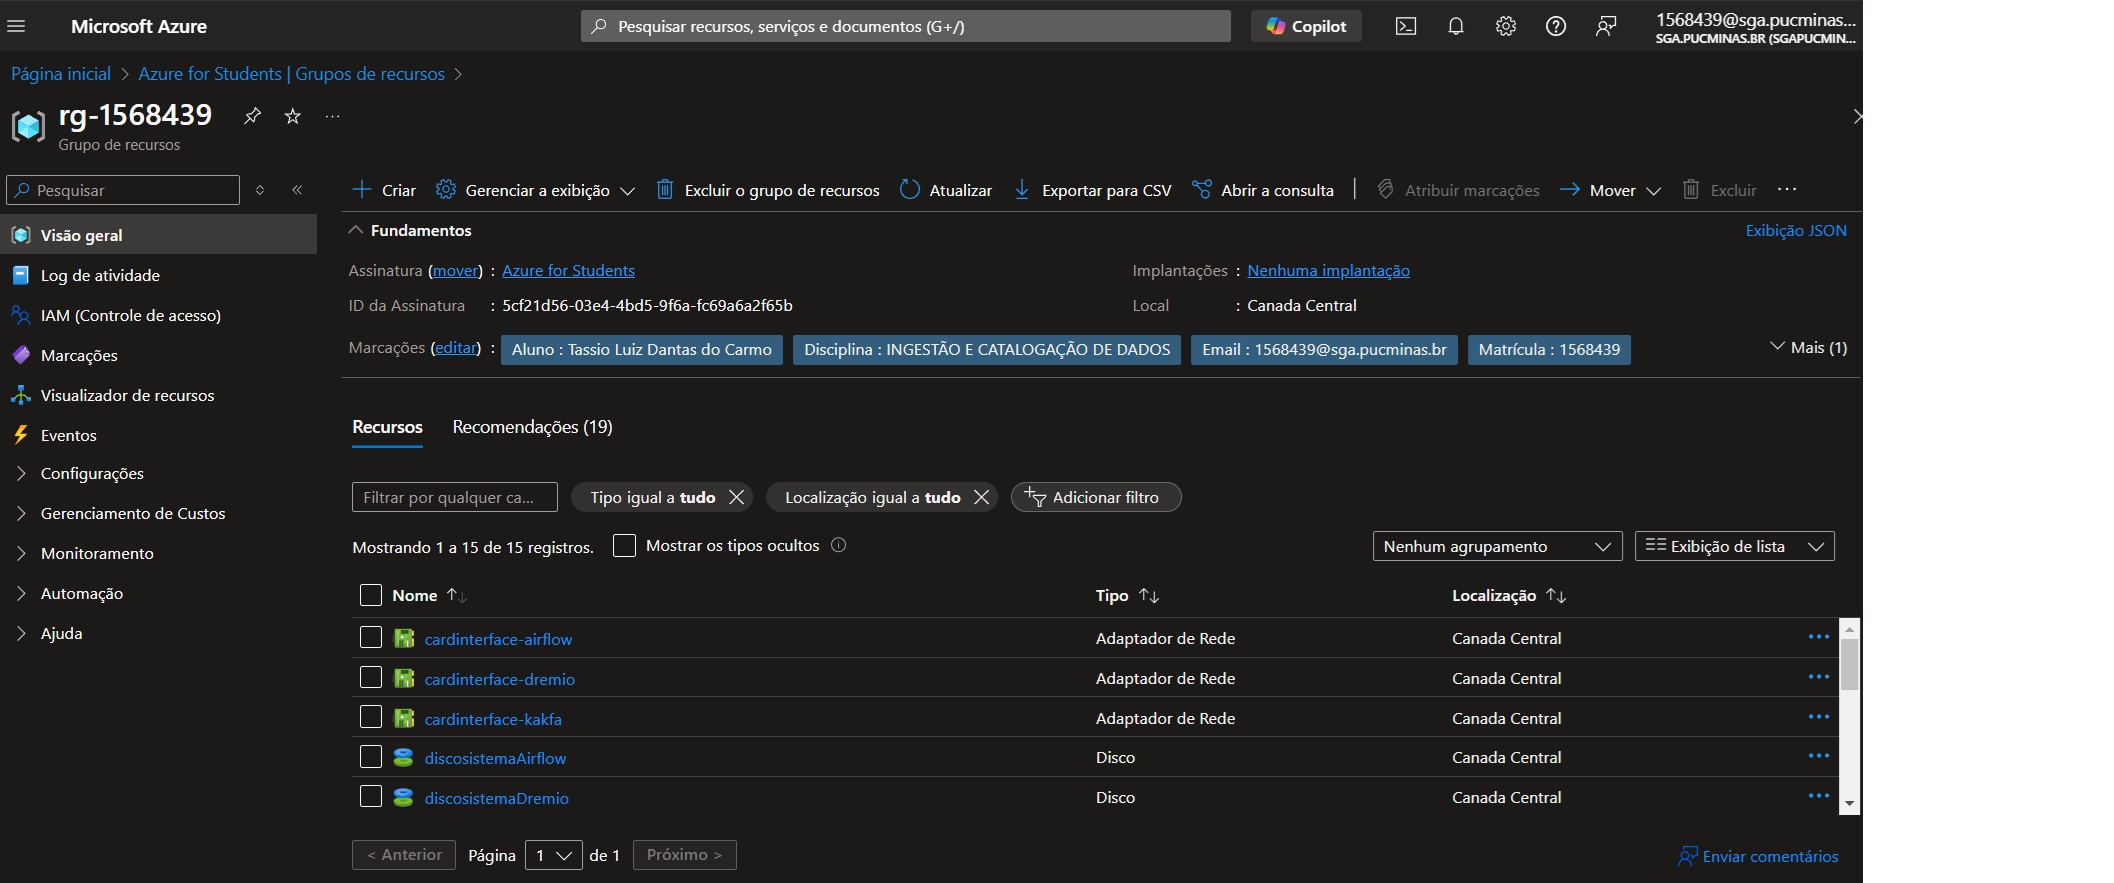 Microsoft Azure
Pesquisar recursos, serviços e documentos (G+/)
Copilot
1568439@sga.pucminas...
SGA.PUCMINAS.BR (SGAPUCMIN...
Página inicial > Azure for Students | Grupos de recursos >
rg-1568439
Grupo de recursos
Pesquisar
Visão geral
Log de atividade
IAM (Controle de acesso)
Marcações
Visualizador de recursos
Eventos
Configurações
Gerenciamento de Custos
Monitoramento
Automação
Ajuda
Criar Gerenciar a exibição Excluir o grupo de recursos Atualizar Exportar para CSV Abrir a consulta Atribuir marcações Mover Excluir ...
Fundamentos Exibição JSON
Assinatura (mover) : Azure for Students Implantações : Nenhuma implantação
ID da Assinatura : 5cf21d56-03e4-4bd5-9f6a-fc69a6a2f65b Local : Canada Central
Marcações (editar) : Aluno : Tassio Luiz Dantas do Carmo Disciplina : INGESTÃO E CATALOGAÇÃO DE DADOS Email : 1568439@sga.pucminas.br Matrícula : 1568439 Mais (1)
Recursos Recomendações (19)
Filtrar por qualquer ca... Tipo igual a tudo Localização igual a tudo Adicionar filtro
Mostrando 1 a 15 de 15 registros. Mostrar os tipos ocultos Nenhum agrupamento Exibição de lista
Nome Tipo Localização
cardinterface-airflow Adaptador de Rede Canada Central
cardinterface-dremio Adaptador de Rede Canada Central
cardinterface-kakfa Adaptador de Rede Canada Central
discosistemaAirflow Disco Canada Central
discosistemaDremio Disco Canada Central
< Anterior Página 1 de 1 Próximo > Enviar comentários